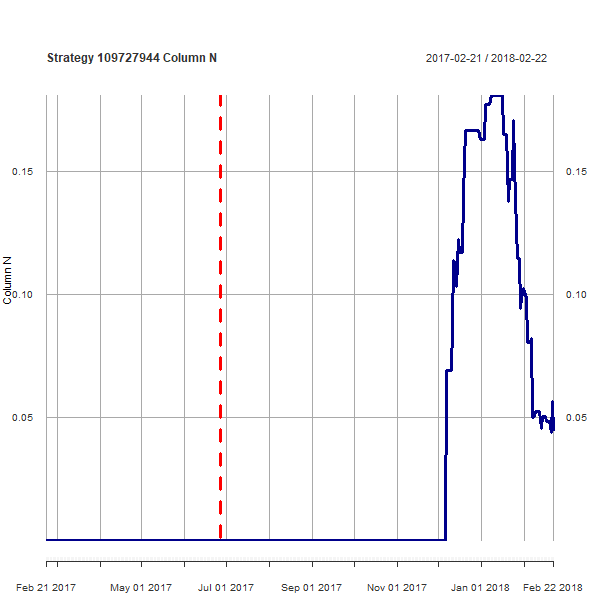 Strategy 109727944 Column N
2017-02-21 / 2018-02-22
0.15
0.15
0.10
0.10
Column N
0.05
0.05
Feb 21 2017
May 01 2017
Jul 01 2017
Sep 01 2017
Nov 01 2017
Jan 01 2018
Feb 22 2018